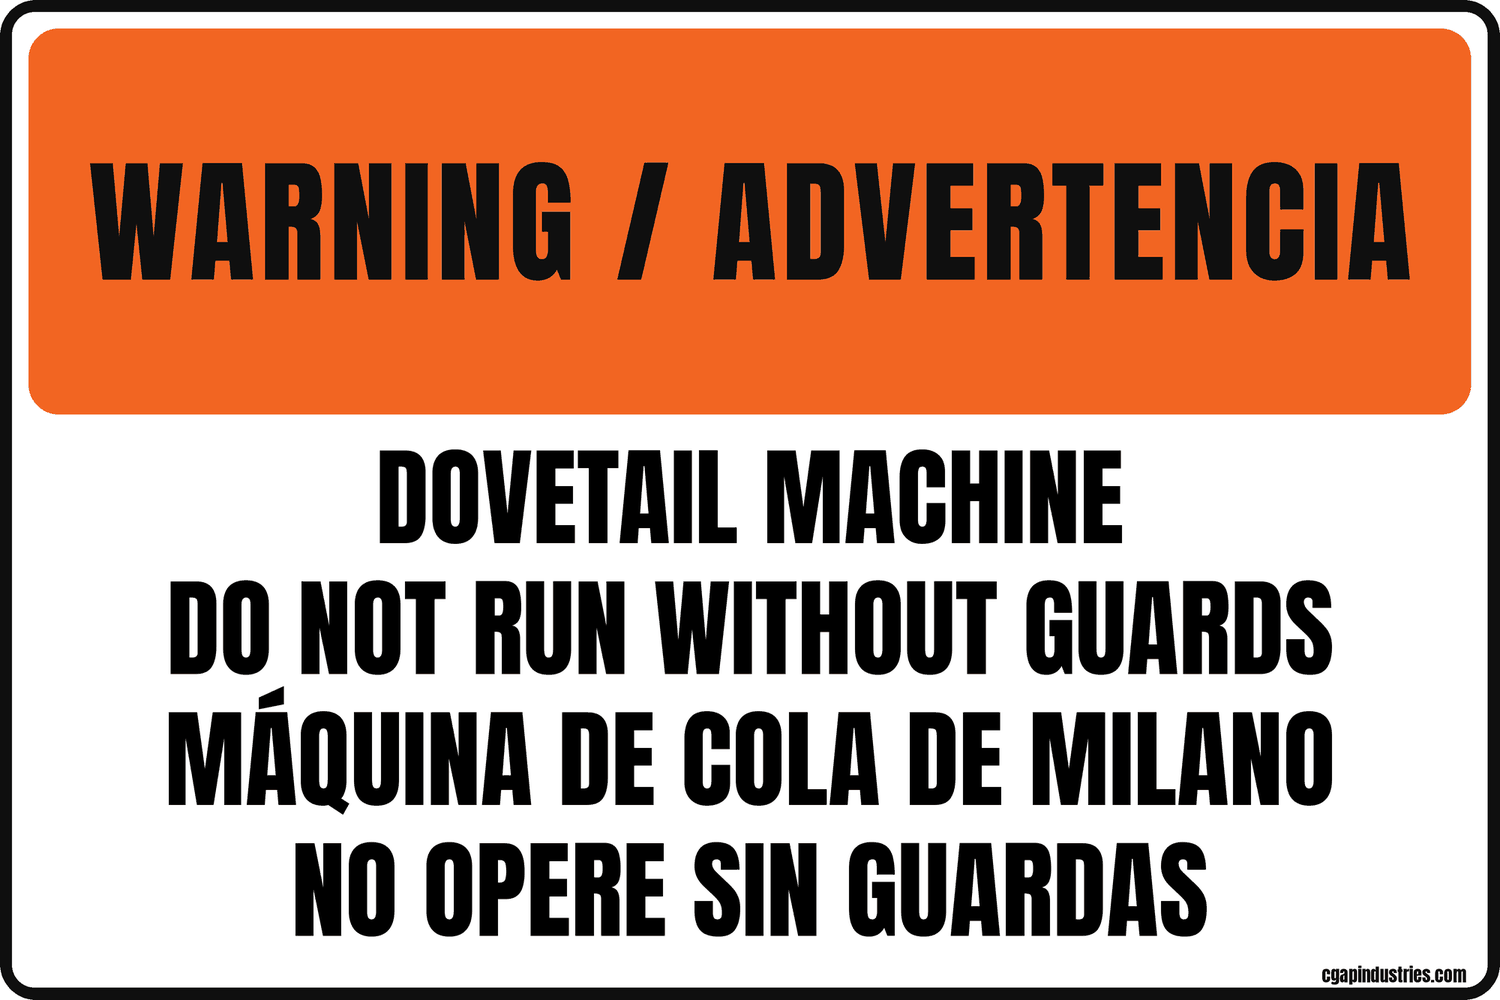 WARNING / ADVERTENCIA
DOVETAIL MACHINE
DO NOT RUN WITHOUT GUARDS
MÁQUINA DE COLA DE MILANO
NO OPERE SIN GUARDAS
cgapindustries.com